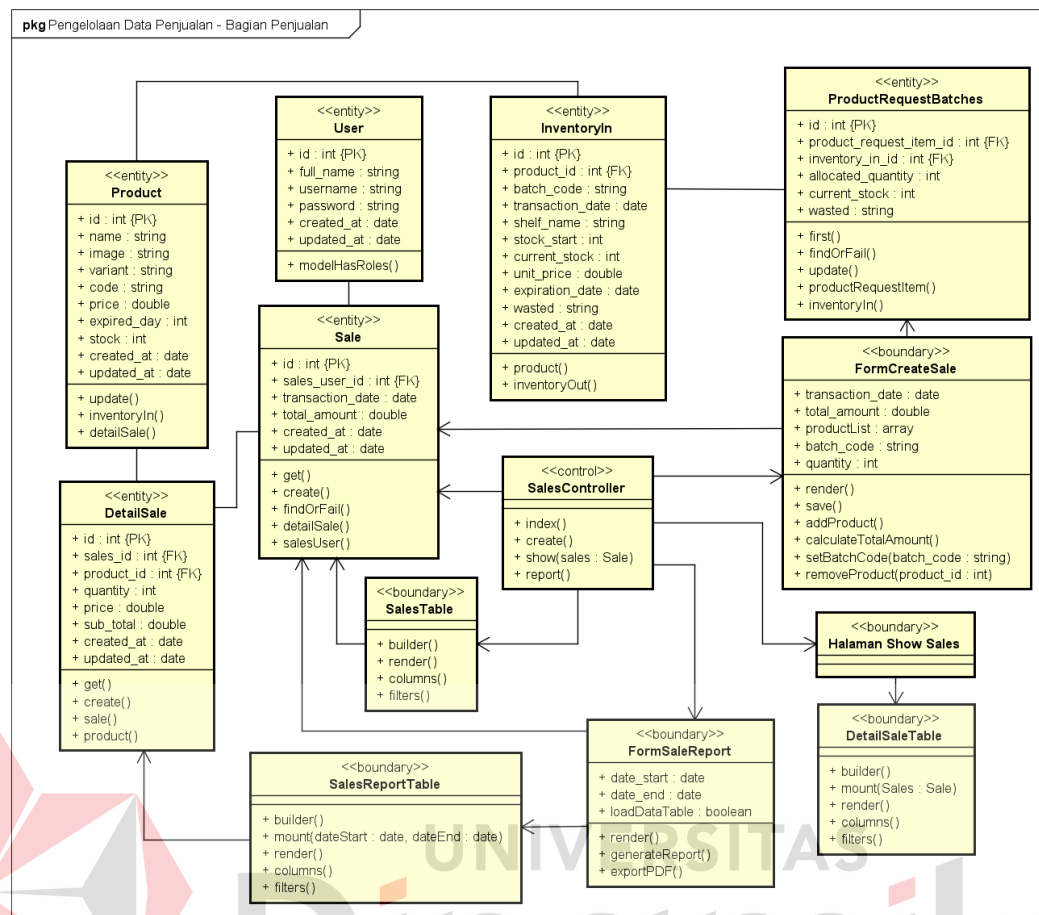 pkg Pengelolaan Data Penjualan - Bagian Penjualan
<<entity>>
Product
+ id : int {PK}
+ name : string
+ image : string
+ variant : string
+ code : string
+ price : double
+ expired_day : int
+ stock : int
+ created_at : date
+ updated_at : date
+ update()
+ inventoryIn()
+ detailSale()
<<entity>>
User
+ id : int {PK}
+ full_name : string
+ username : string
+ password : string
+ created_at : date
+ updated_at : date
+ modelHasRoles()
<<entity>>
InventoryIn
+ id : int {PK}
+ product_id : int {FK}
+ batch_code : string
+ transaction_date : date
+ shelf_name : string
+ stock_start : int
+ current_stock : int
+ unit_price : double
+ expiration_date : date
+ wasted : string
+ created_at : date
+ updated_at : date
+ product()
+ inventoryOut()
<<entity>>
ProductRequestBatches
+ id : int {PK}
+ product_request_item_id : int {FK}
+ inventory_in_id : int {FK}
+ allocated_quantity : int
+ current_stock : int
+ wasted : string
+ first()
+ findOrFail()
+ update()
+ productRequestItem()
+ inventoryIn()
<<entity>>
Sale
+ id : int {PK}
+ sales_user_id : int {FK}
+ transaction_date : date
+ total_amount : double
+ created_at : date
+ updated_at : date
+ get()
+ create()
+ findOrFail()
+ detailSale()
+ salesUser()
<<boundary>>
FormCreateSale
+ transaction_date : date
+ total_amount : double
+ productList : array
+ batch_code : string
+ quantity : int
+ render()
+ save()
+ addProduct()
+ calculateTotalAmount()
+ setBatchCode(batch_code : string)
+ removeProduct(product_id : int)
<<control>>
SalesController
+ index()
+ create()
+ show(sales : Sale)
+ report()
<<entity>>
DetailSale
+ id : int {PK}
+ sales_id : int {FK}
+ product_id : int {FK}
+ quantity : int
+ price : double
+ sub_total : double
+ created_at : date
+ updated_at : date
+ get()
+ create()
+ sale()
+ product()
<<boundary>>
SalesTable
+ builder()
+ render()
+ columns()
+ filters()
<<boundary>>
Halaman Show Sales
<<boundary>>
DetailSaleTable
+ builder()
+ mount(Sales : Sale)
+ render()
+ columns()
+ filters()
<<boundary>>
FormSaleReport
+ date_start : date
+ date_end : date
+ loadDataTable : boolean
+ render()
+ generateReport()
+ exportPDF()
<<boundary>>
SalesReportTable
+ builder()
+ mount(dateStart : date, dateEnd : date)
+ render()
+ columns()
+ filters()
UNIVERSITAS